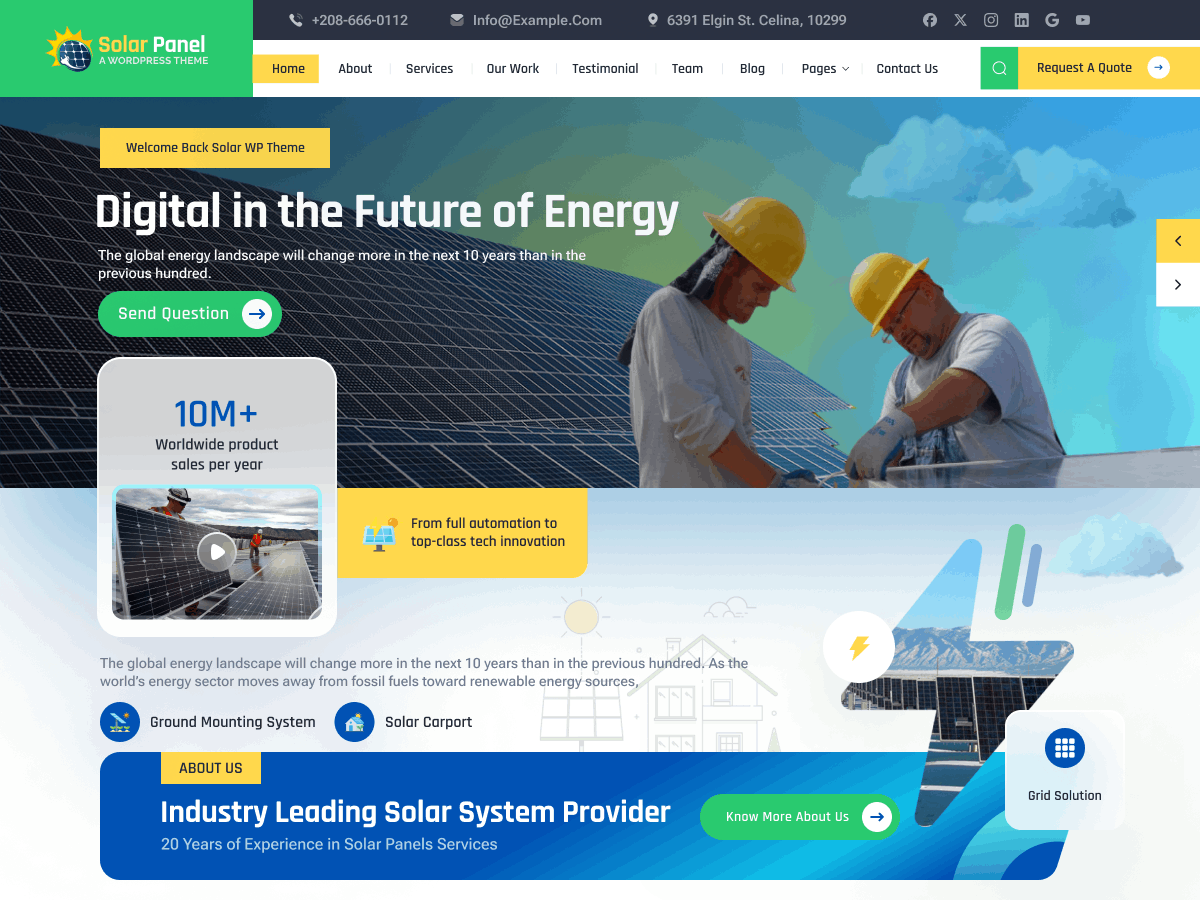 Solar Panel
A WORDPRESS THEME
+208-666-0112
Info@Example.Com
6391 Elgin St. Celina, 10299
Home
About
Services
Our Work
Testimonial
Team
Blog
Pages
Contact Us
Request A Quote
Welcome Back Solar WP Theme
Digital in the Future of Energy
The global energy landscape will change more in the next 10 years than in the
previous hundred.
Send Question
10M+
Worldwide product
sales per year
From full automation to
top-class tech innovation
The global energy landscape will change more in the next 10 years than in the previous hundred. As the
world's energy sector moves away from fossil fuels toward renewable energy sources,
Ground Mounting System
Solar Carport
ABOUT US
Industry Leading Solar System Provider
20 Years of Experience in Solar Panels Services
Know More About Us
Grid Solution